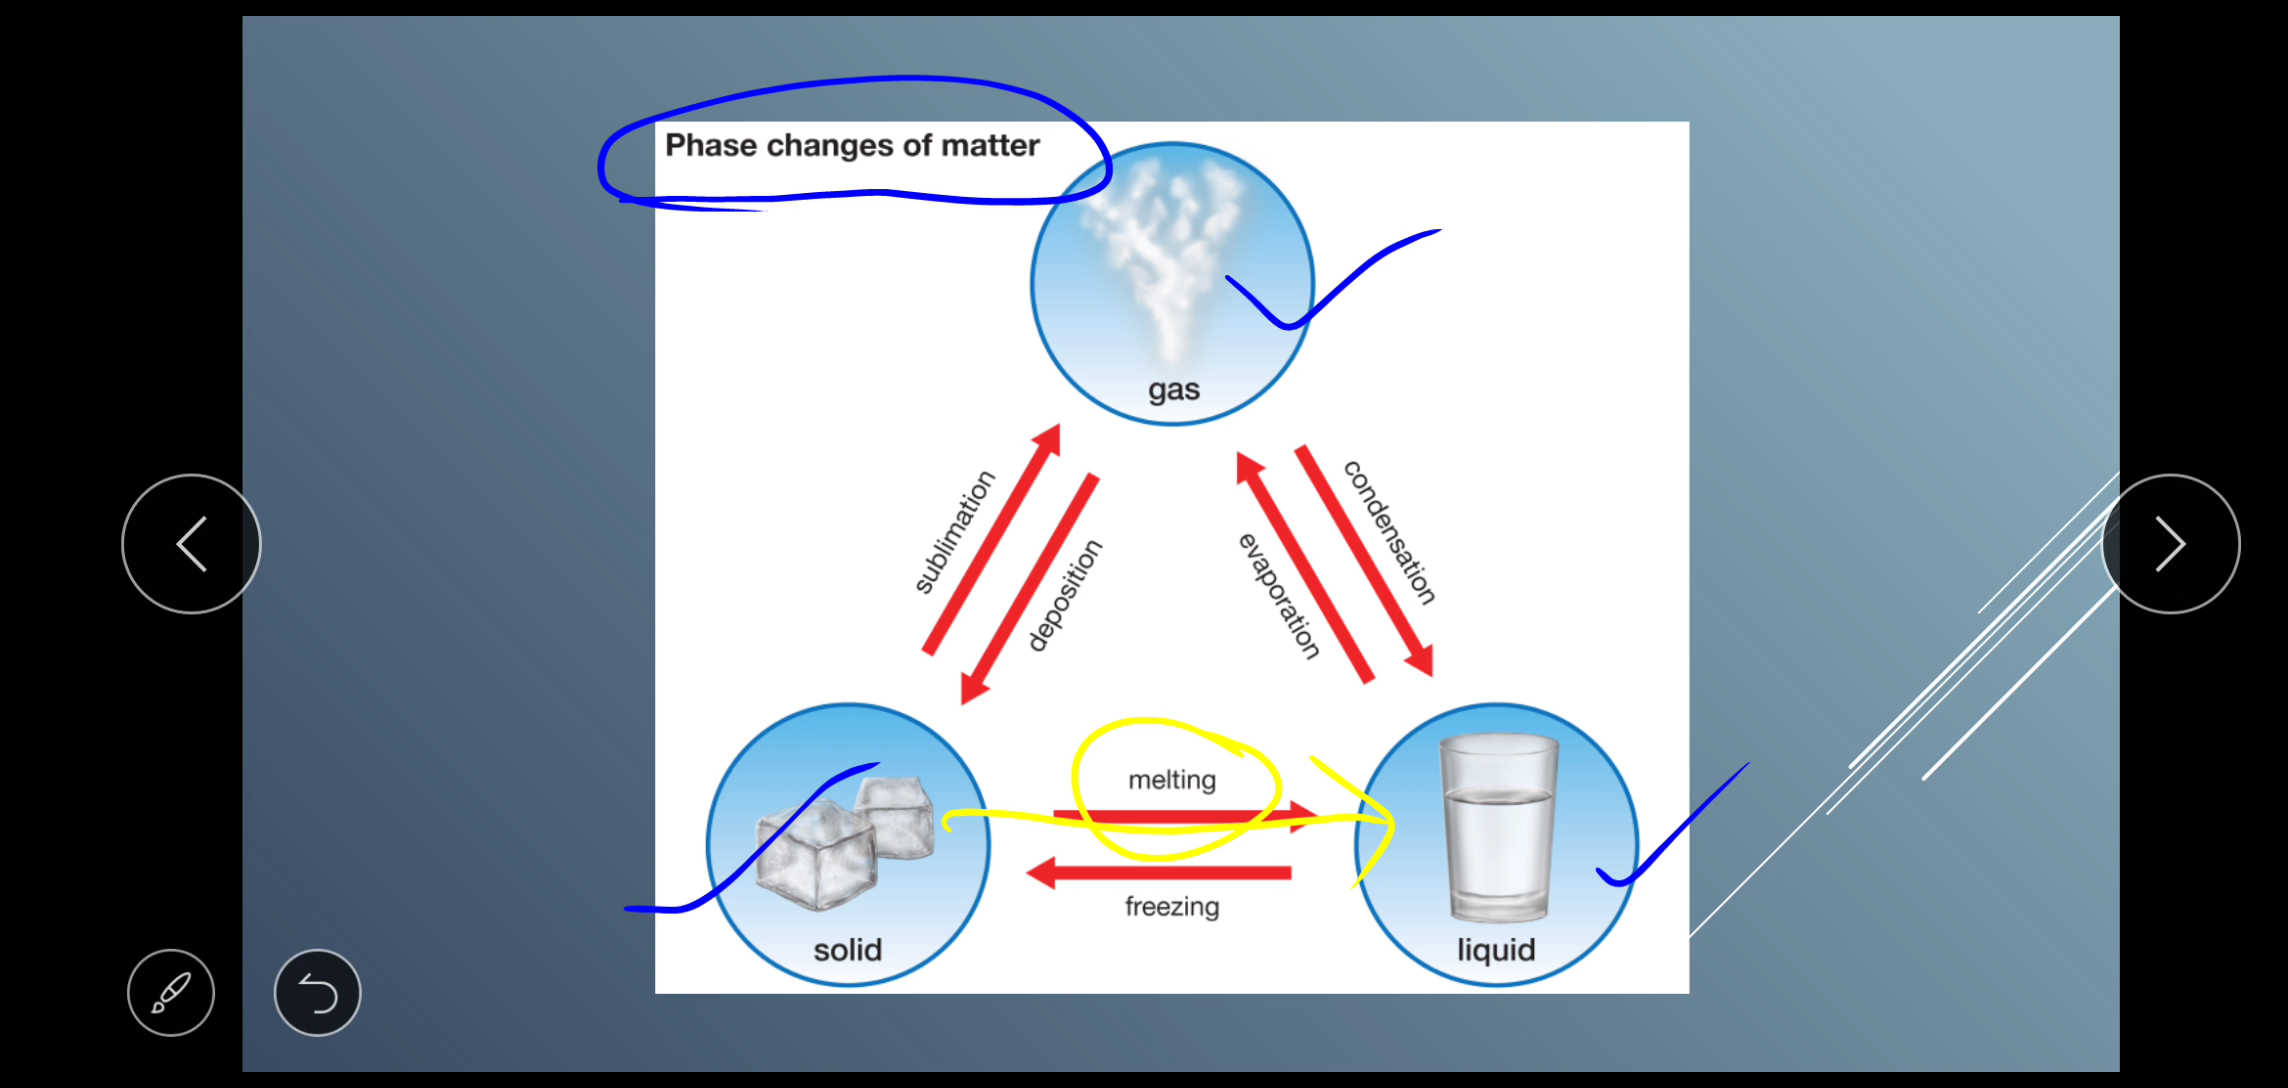 Phase changes of matter
gas
sublimation
deposition
evaporation
condensation
melting
freezing
solid
liquid